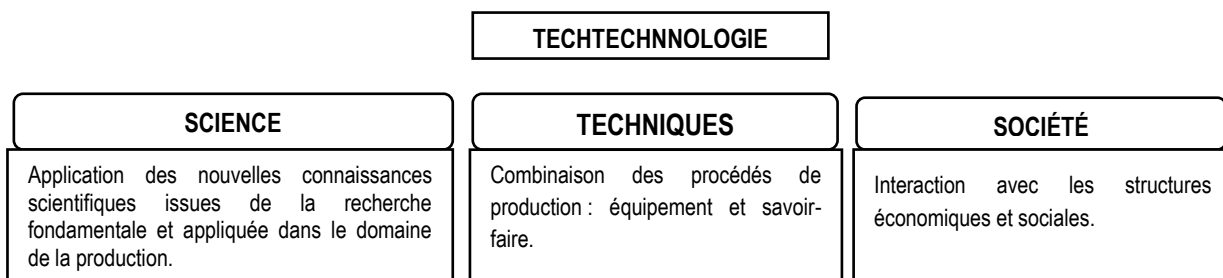 TECHTECHNNOLOGIE
SCIENCE
Application des nouvelles connaissances
scientifiques issues de la recherche
fondamentale et appliquée dans le domaine
de la production.
TECHNIQUES
Combinaison des procédés de
production : équipement et savoir-
faire.
SOCIÉTÉ
Interaction avec les structures
économiques et sociales.